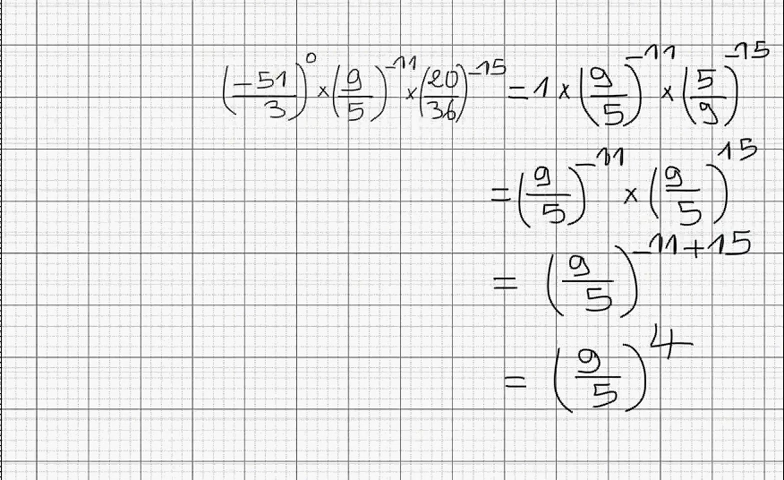 (-51/3)^0 × (9/5)^-11 × (20/36)^-15 = 1 × (9/5)^-11 × (5/9)^-15
= (9/5)^-11 × (9/5)^15
= (9/5)^-11+15
= (9/5)^4